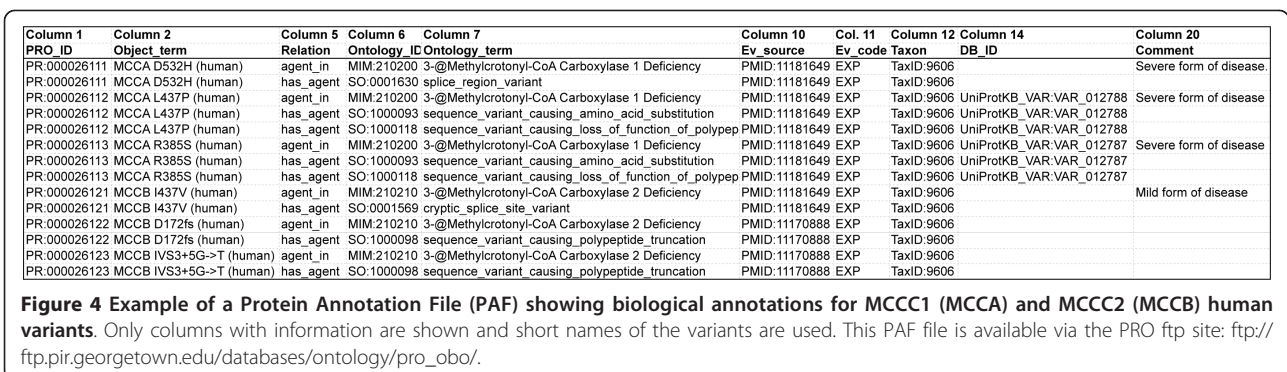 Column 1 Column 2 Column 5 Column 6 Column 7 Column 10 Col. 11 Column 12 Column 14 Column 20
PRO_ID Object_term Relation Ontology_ID Ontology_term Ev_source Ev_code Taxon DB_ID Comment
PR:000026111 MCCA D532H (human) agent_in MIM:210200 3-@Methylcrotonyl-CoA Carboxylase 1 Deficiency PMID:11181649 EXP TaxID:9606 Severe form of disease.
PR:000026111 MCCA D532H (human) has_agent SO:0001630 splice_region_variant PMID:11181649 EXP TaxID:9606
PR:000026112 MCCA L437P (human) agent_in MIM:210200 3-@Methylcrotonyl-CoA Carboxylase 1 Deficiency PMID:11181649 EXP TaxID:9606 UniProtKB_VAR:VAR_012788 Severe form of disease
PR:000026112 MCCA L437P (human) has_agent SO:1000093 sequence_variant_causing_amino_acid_substitution PMID:11181649 EXP TaxID:9606 UniProtKB_VAR:VAR_012788
PR:000026112 MCCA L437P (human) has_agent SO:1000118 sequence_variant_causing_loss_of_function_of_polypep PMID:11181649 EXP TaxID:9606 UniProtKB_VAR:VAR_012788
PR:000026113 MCCA R385S (human) agent_in MIM:210200 3-@Methylcrotonyl-CoA Carboxylase 1 Deficiency PMID:11181649 EXP TaxID:9606 UniProtKB_VAR:VAR_012787 Severe form of disease
PR:000026113 MCCA R385S (human) has_agent SO:1000093 sequence_variant_causing_amino_acid_substitution PMID:11181649 EXP TaxID:9606 UniProtKB_VAR:VAR_012787
PR:000026113 MCCA R385S (human) has_agent SO:1000118 sequence_variant_causing_loss_of_function_of_polypep PMID:11181649 EXP TaxID:9606 UniProtKB_VAR:VAR_012787
PR:000026121 MCCB I437V (human) agent_in MIM:210210 3-@Methylcrotonyl-CoA Carboxylase 2 Deficiency PMID:11181649 EXP TaxID:9606 Mild form of disease
PR:000026121 MCCB I437V (human) has_agent SO:0001569 cryptic_splice_site_variant PMID:11181649 EXP TaxID:9606
PR:000026122 MCCB D172fs (human) agent_in MIM:210210 3-@Methylcrotonyl-CoA Carboxylase 2 Deficiency PMID:11170888 EXP TaxID:9606
PR:000026122 MCCB D172fs (human) has_agent SO:1000098 sequence_variant_causing_polypeptide_truncation PMID:11170888 EXP TaxID:9606
PR:000026123 MCCB IVS3+5G->T (human) agent_in MIM:210210 3-@Methylcrotonyl-CoA Carboxylase 2 Deficiency PMID:11170888 EXP TaxID:9606
PR:000026123 MCCB IVS3+5G->T (human) has_agent SO:1000098 sequence_variant_causing_polypeptide_truncation PMID:11170888 EXP TaxID:9606
Figure 4 Example of a Protein Annotation File (PAF) showing biological annotations for MCCC1 (MCCA) and MCCC2 (MCCB) human
variants. Only columns with information are shown and short names of the variants are used. This PAF file is available via the PRO ftp site: ftp://
ftp.pir.georgetown.edu/databases/ontology/pro_obo/.